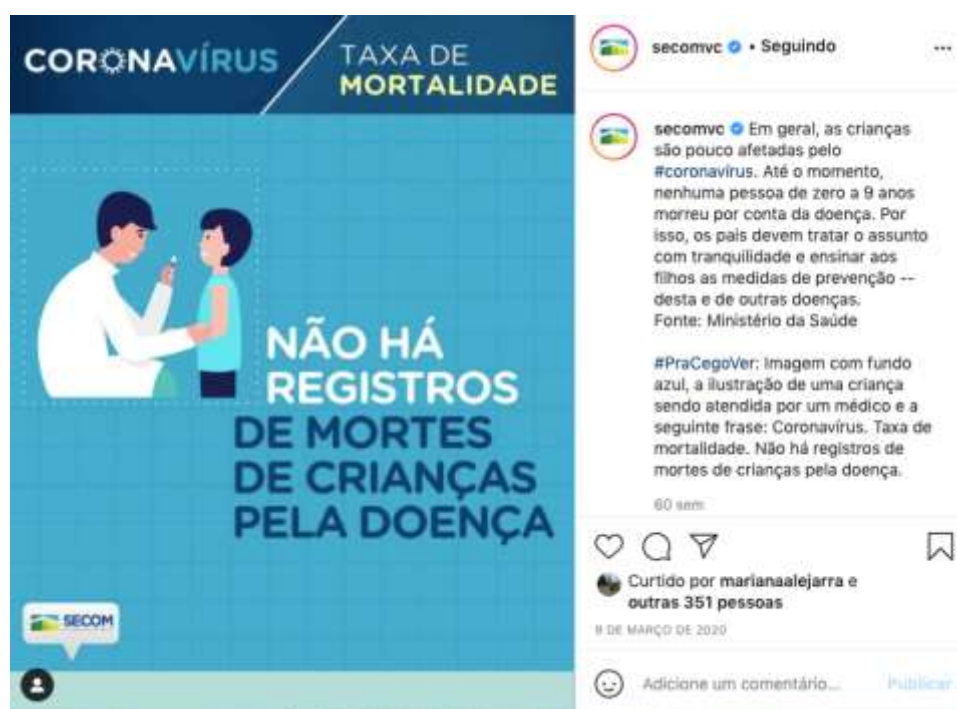 CORONAVÍRUS
TAXA DE
MORTALIDADE
NÃO HÁ
REGISTROS
DE MORTES
DE CRIANÇAS
PELA DOENÇA
SECOM
secomvc • Seguindo
secomvc Em geral, as crianças
são pouco afetadas pelo
#coronavírus. Até o momento,
nenhuma pessoa de zero a 9 anos
morreu por conta da doença. Por
isso, os pais devem tratar o assunto
com tranquilidade e ensinar aos
filhos as medidas de prevenção --
desta e de outras doenças.
Fonte: Ministério da Saúde
#PraCegoVer: Imagem com fundo
azul, a ilustração de uma criança
sendo atendida por um médico e a
seguinte frase: Coronavírus. Taxa de
mortalidade. Não há registros de
mortes de crianças pela doença.
60 sem
Curtido por marianaalejarra e
outras 351 pessoas
9 DE MARÇO DE 2020
Adicione um comentário... Publicar